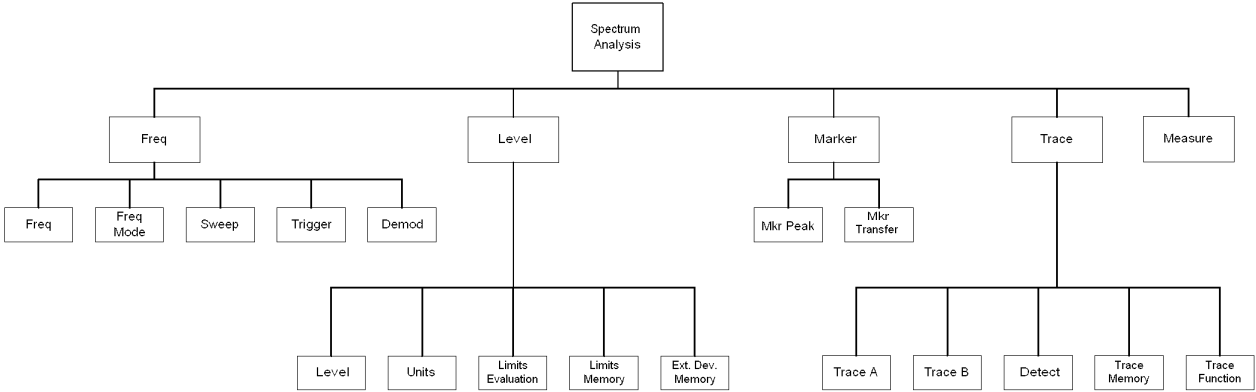 Spectrum
Analysis
Freq
Level
Marker
Trace
Measure
Freq
Freq
Mode
Sweep
Trigger
Demod
Mkr Peak
Mkr
Transfer
Level
Units
Limits
Evaluation
Limits
Memory
Ext. Dev.
Memory
Trace A
Trace B
Detect
Trace
Memory
Trace
Function